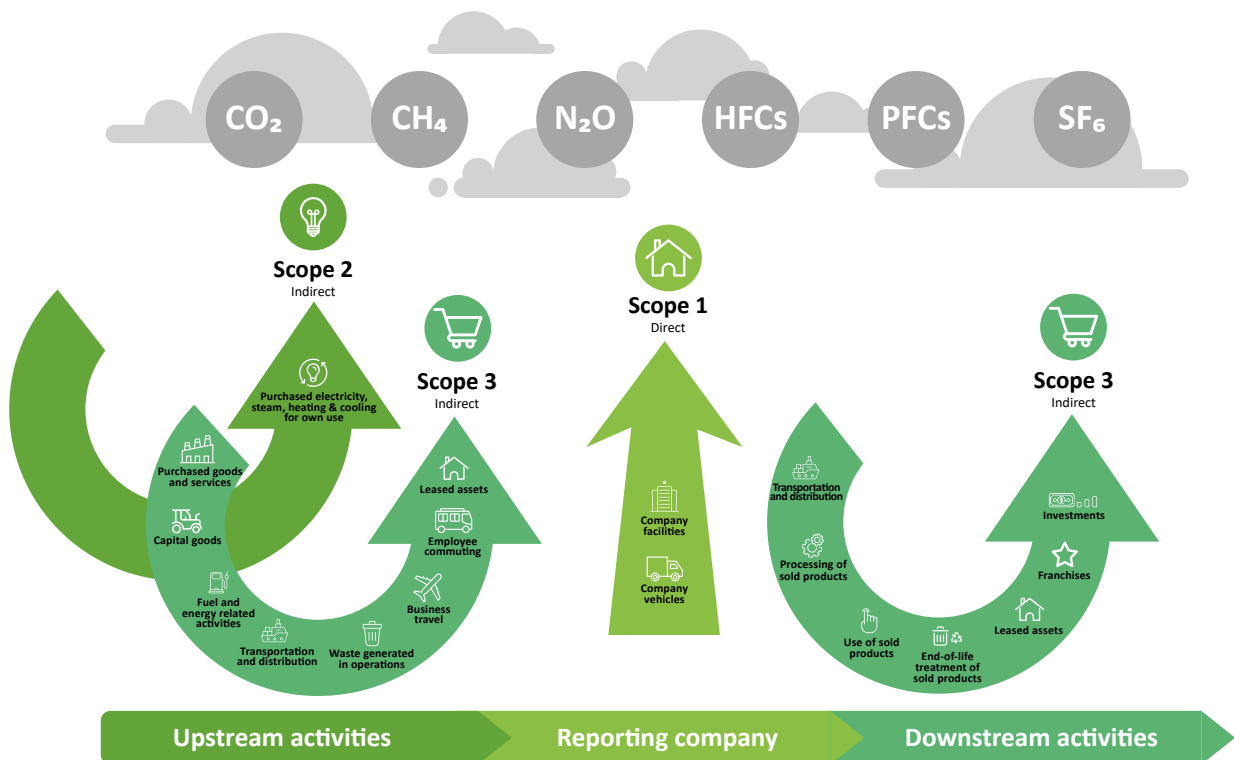 CO₂
CH₄
N₂O
HFCs
PFCs
SF₆
Scope 2
Indirect
Purchased electricity,
steam, heating & cooling
for own use
Scope 3
Indirect
Purchased goods
and services
Capital goods
Fuel and
energy related
activities
Transportation
and distribution
Waste generated
in operations
Business
travel
Employee
commuting
Leased assets
Scope 1
Direct
Company
facilities
Company
vehicles
Scope 3
Indirect
Transportation
and distribution
Processing of
sold products
Use of sold
products
End-of-life
treatment of
sold products
Leased assets
Franchises
Investments
Upstream activities
Reporting company
Downstream activities